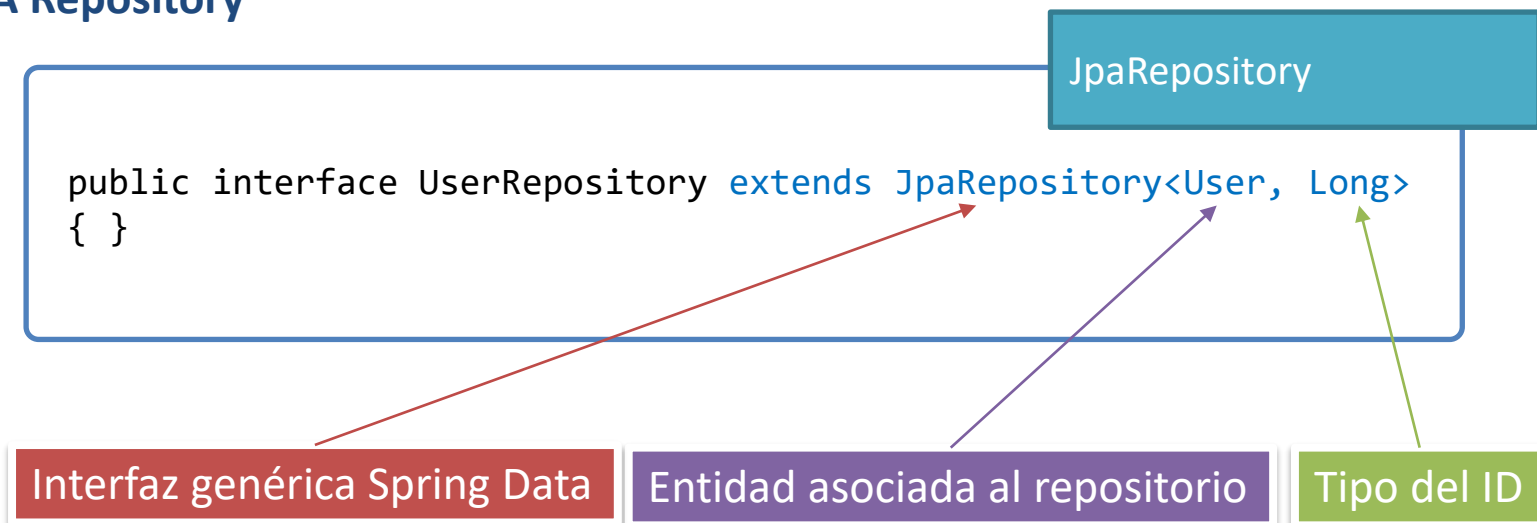 A Repository
JpaRepository
public interface UserRepository extends JpaRepository<User, Long>
{ }
Interfaz genérica Spring Data
Entidad asociada al repositorio
Tipo del ID